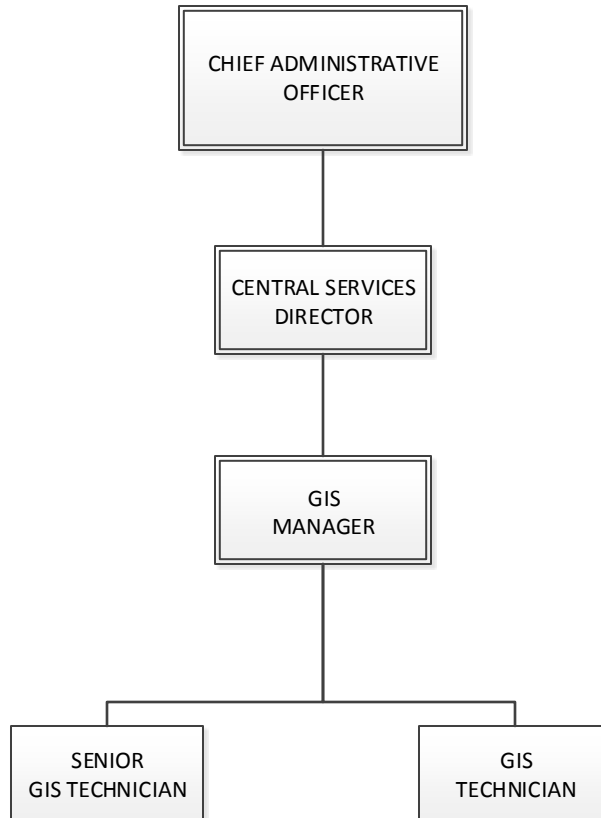 CHIEF ADMINISTRATIVE
OFFICER
CENTRAL SERVICES
DIRECTOR
GIS
MANAGER
SENIOR
GIS TECHNICIAN
GIS
TECHNICIAN